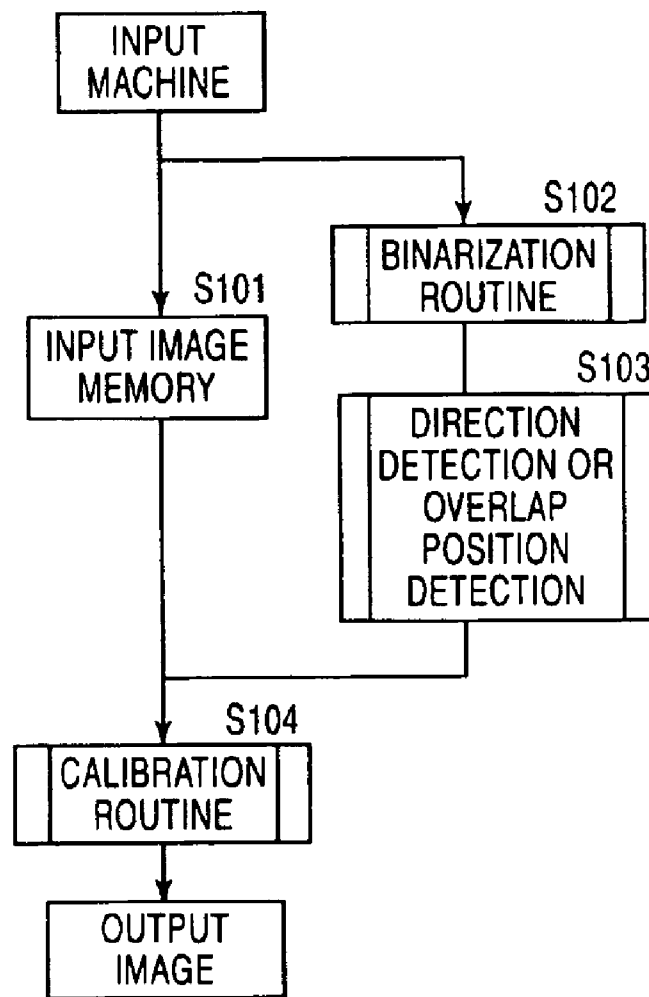 INPUT
MACHINE
S102
BINARIZATION
ROUTINE
S101
INPUT IMAGE
MEMORY
S103
DIRECTION
DETECTION OR
OVERLAP
POSITION
DETECTION
S104
CALIBRATION
ROUTINE
OUTPUT
IMAGE